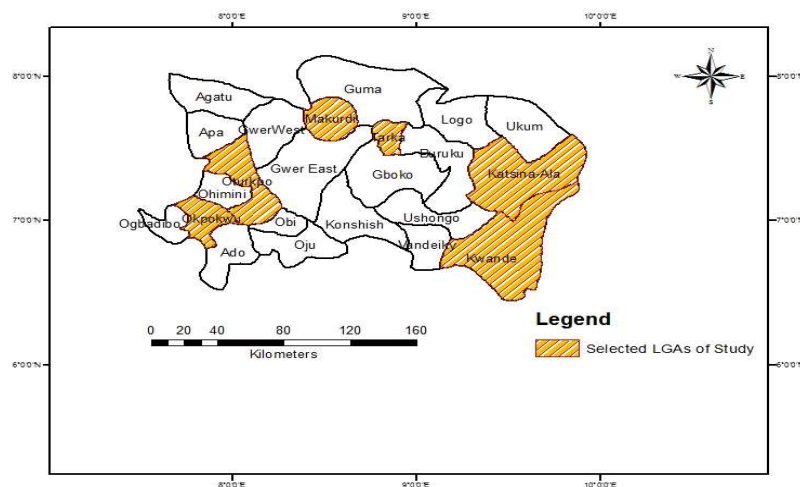 8°0'0"E 9°0'0"E 10°0'0"E
8°0'0"N 8°0'0"N
N
W E
S
Guma
Agatu
Makurdi
Logo
Ukum
Apa
GwerWest
Tarka
Buruku
Gwer East
Gboko
Katsina-Ala
Oturkpo
Ohimini
7°0'0"N 7°0'0"N
Ogbadibo
Okpokwu
Obi
Konshish
Ushongo
Ado
Oju
Vandeiky
Kwande
Legend
Selected LGAs of Study
0 20 40 80 120 160
Kilometers
6°0'0"N 6°0'0"N
8°0'0"E 9°0'0"E 10°0'0"E